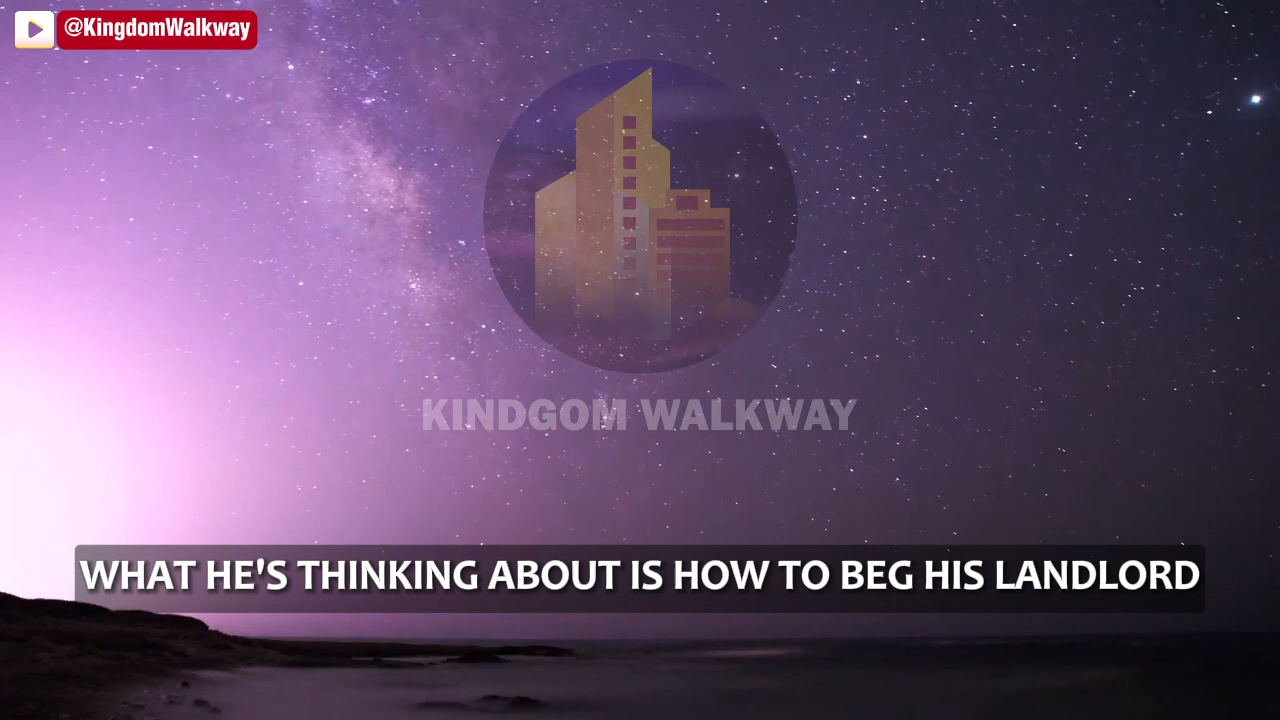 @KingdomWalkway
KINDGOM WALKWAY
WHAT HE'S THINKING ABOUT IS HOW TO BEG HIS LANDLORD